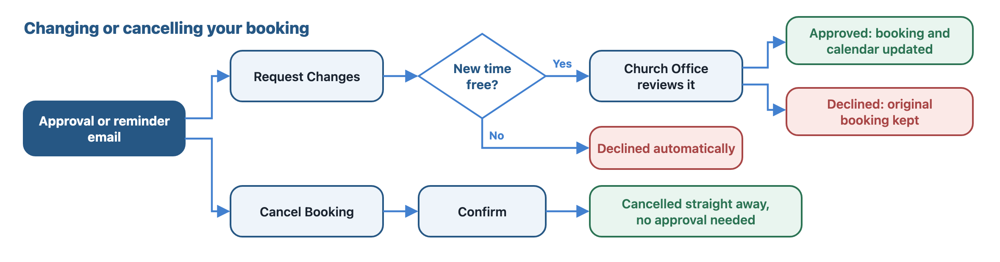 Changing or cancelling your booking
Approval or reminder
email
Request Changes
New time
free?
Yes
No
Church Office
reviews it
Approved: booking and
calendar updated
Declined: original
booking kept
Declined automatically
Cancel Booking
Confirm
Cancelled straight away,
no approval needed